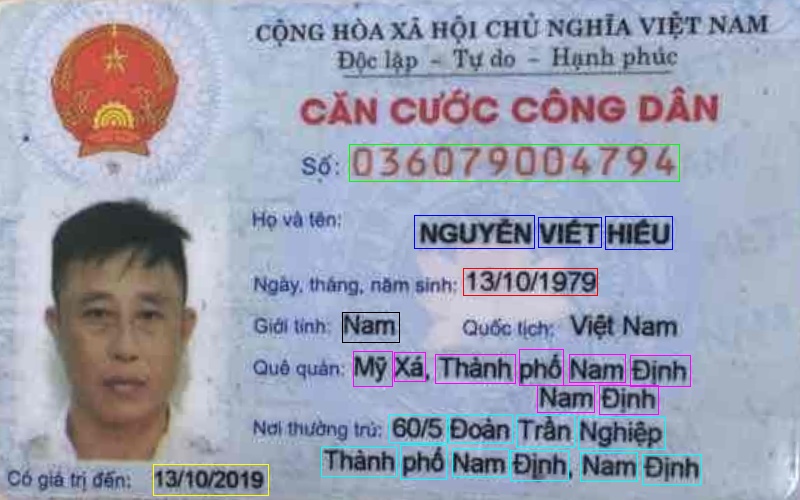 CỘNG HÒA XÃ HỘI CHỦ NGHĨA VIỆT NAM
Độc lập - Tự do - Hạnh phúc
CĂN CƯỚC CÔNG DÂN
Số: 036079004794
Họ và tên: NGUYỄN VIẾT HIẾU
Ngày, tháng, năm sinh: 13/10/1979
Giới tính: Nam Quốc tịch: Việt Nam
Quê quán: Mỹ Xá, Thành phố Nam Định
Nam Định
Nơi thường trú: 60/5 Đoàn Trần Nghiệp
Thành phố Nam Định, Nam Định
Có giá trị đến: 13/10/2019